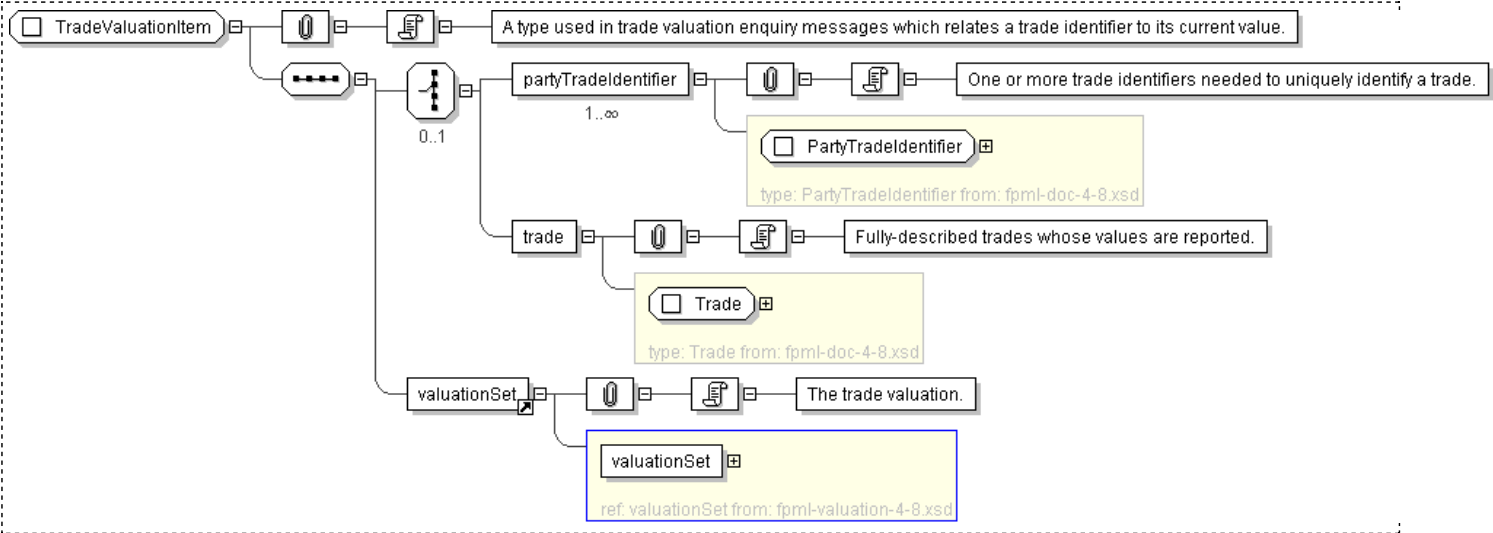 TradeValuationItem
A type used in trade valuation enquiry messages which relates a trade identifier to its current value.
partyTradeIdentifier
One or more trade identifiers needed to uniquely identify a trade.
0..1
1..∞
PartyTradeIdentifier
type: PartyTradeIdentifier from: fpml-doc-4-8.xsd
trade
Fully-described trades whose values are reported.
Trade
type: Trade from: fpml-doc-4-8.xsd
valuationSet
The trade valuation.
valuationSet
ref: valuationSet from: fpml-valuation-4-8.xsd